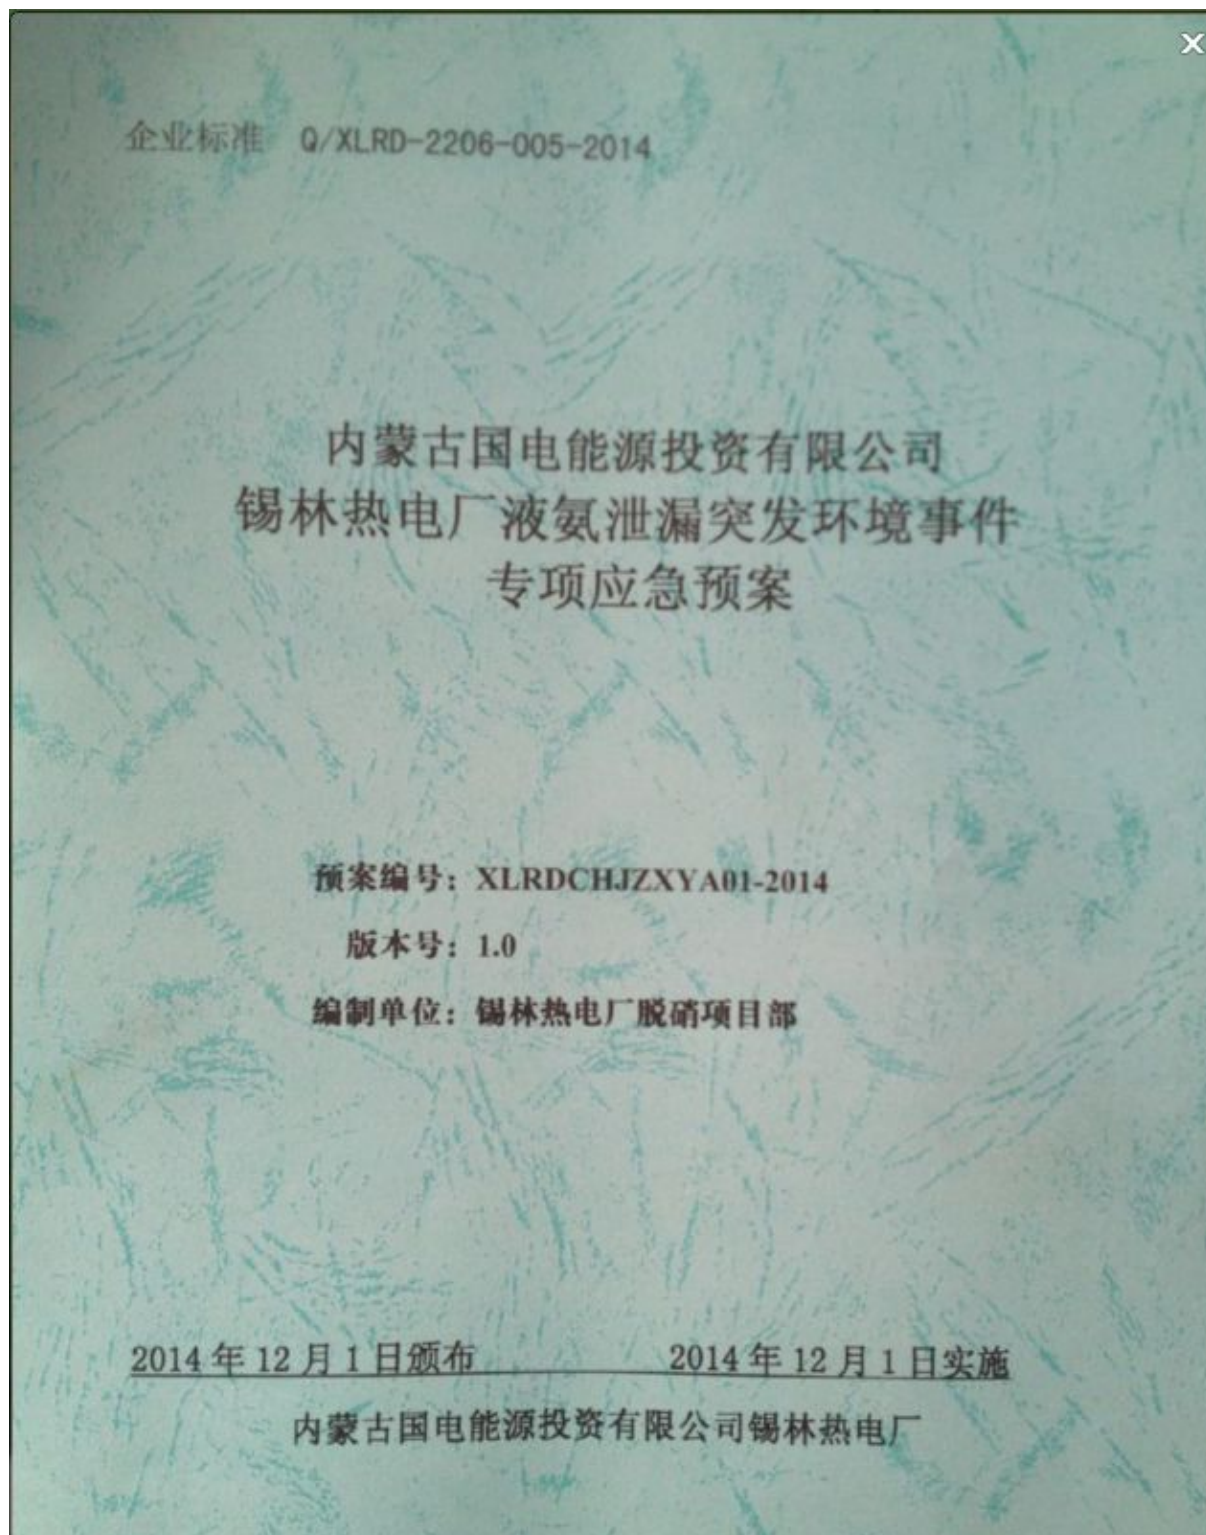 企业标准 Q/XLRD-2206-005-2014
内蒙古国电能源投资有限公司
锡林热电厂液氨泄漏突发环境事件
专项应急预案
预案编号：XLRDCHJZXYA01-2014
版本号：1.0
编制单位：锡林热电厂脱硝项目部
2014年12月1日颁布 2014年12月1日实施
内蒙古国电能源投资有限公司锡林热电厂